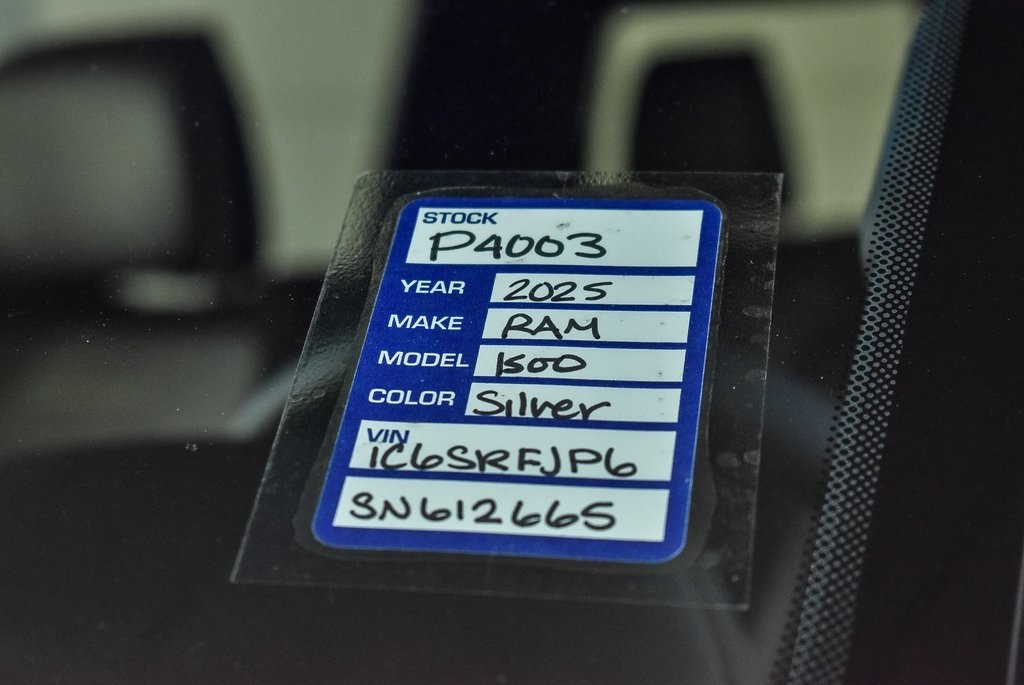 STOCK
P4003
YEAR 2025
MAKE RAM
MODEL 1500
COLOR Silver
VIN
1C6SRFJP6
SN612665